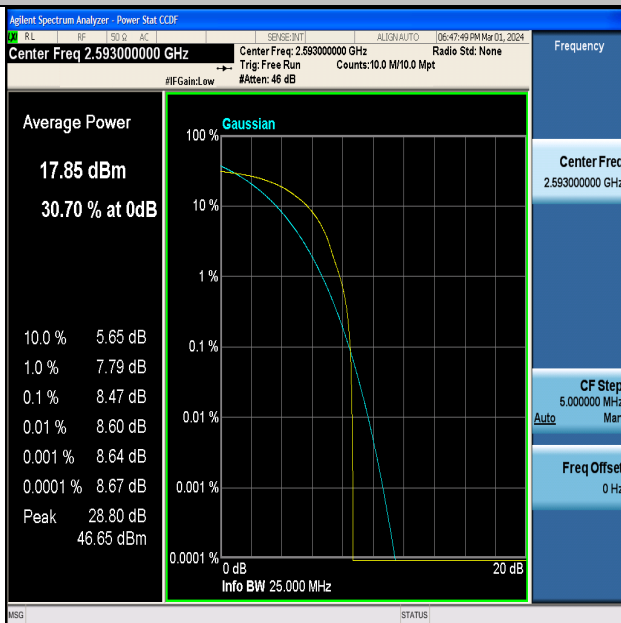 Agilent Spectrum Analyzer - Power Stat CCDF
LXI RL RF 50 Ω AC SENSE:INT ALIGN AUTO 06:47:49 PM Mar 01, 2024
Center Freq 2.593000000 GHz
Center Freq: 2.593000000 GHz Radio Std: None
Trig: Free Run Counts:10.0 M/10.0 Mpt
#IFGain:Low #Atten: 46 dB
Frequency
Average Power
17.85 dBm
30.70 % at 0dB
10.0 % 5.65 dB
1.0 % 7.79 dB
0.1 % 8.47 dB
0.01 % 8.60 dB
0.001 % 8.64 dB
0.0001 % 8.67 dB
Peak 28.80 dB
46.65 dBm
Gaussian
100 %
10 %
1 %
0.1 %
0.01 %
0.001 %
0.0001 %
0 dB 20 dB
Info BW 25.000 MHz
Center Freq
2.593000000 GHz
CF Step
5.000000 MHz
Auto Man
Freq Offset
0 Hz
MSG STATUS